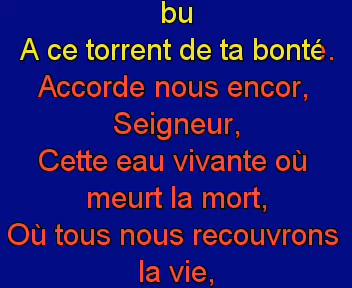 bu
A ce torrent de ta bonté.
Accorde nous encor,
Seigneur,
Cette eau vivante où
meurt la mort,
Où tous nous recouvrons
la vie,